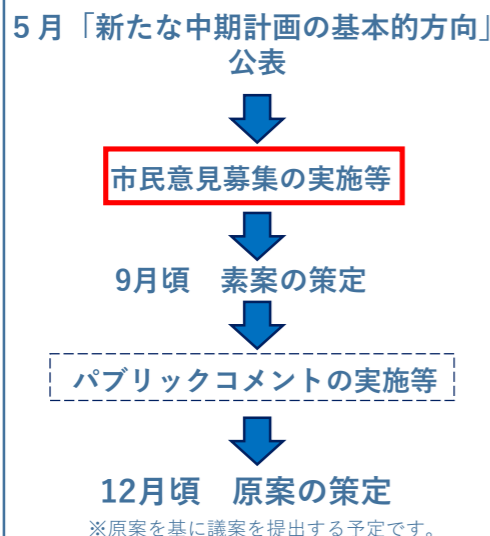 5月「新たな中期計画の基本的方向」
公表
市民意見募集の実施等
9月頃　素案の策定
パブリックコメントの実施等
12月頃　原案の策定
※原案を基に議案を提出する予定です。